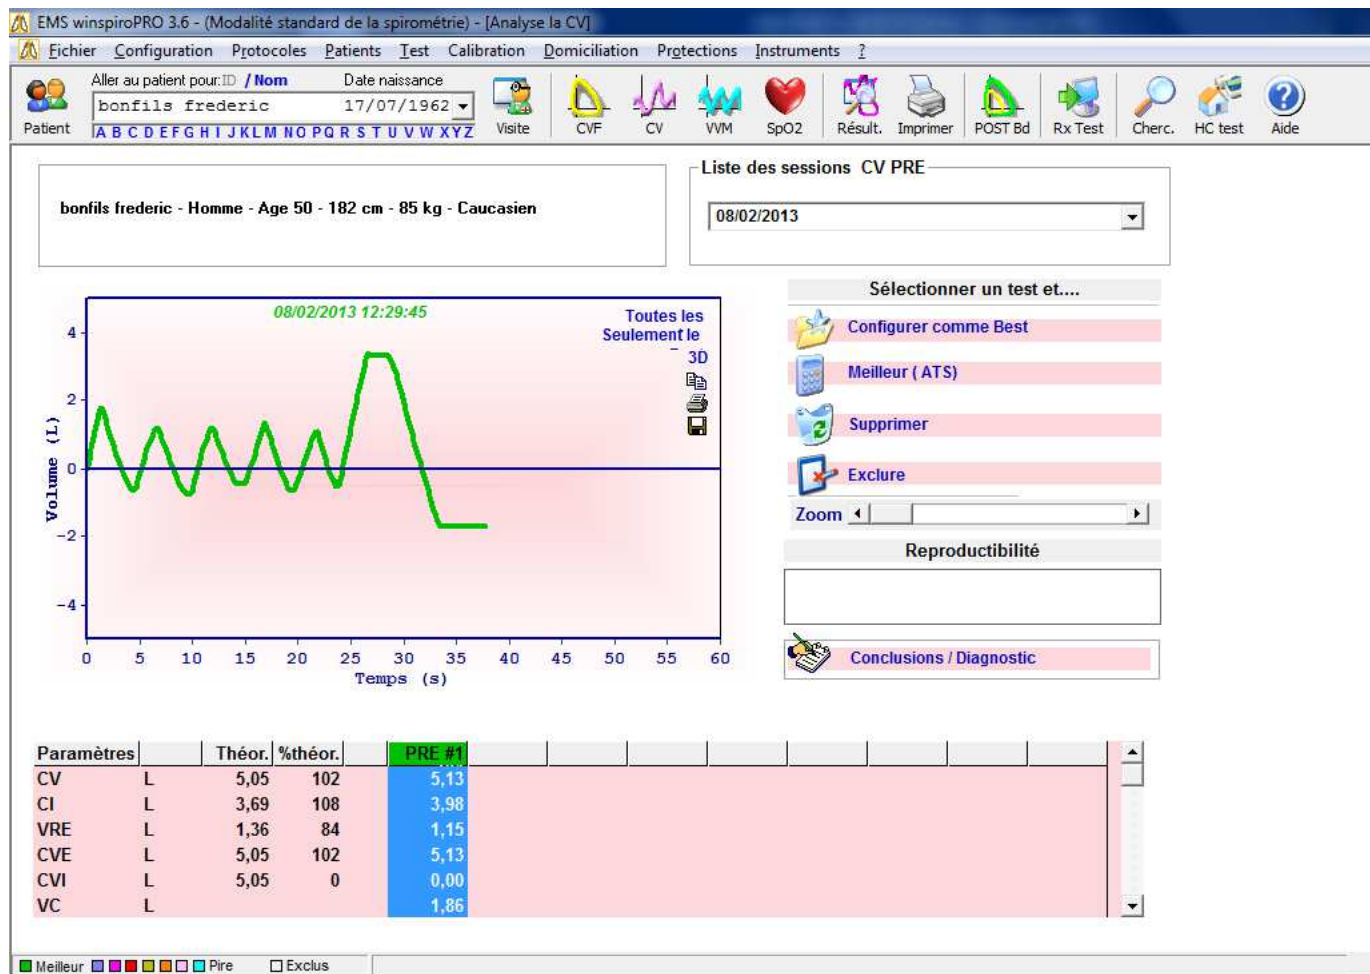 EMS winspiroPRO 3.6 - (Modalité standard de la spirométrie) - [Analyse la CV]
Fichier Configuration Protocoles Patients Test Calibration Domiciliation Protections Instruments ?
Aller au patient pour: ID / Nom Date naissance
bonfils frederic 17/07/1962
A B C D E F G H I J K L M N O P Q R S T U V W X Y Z
Patient Visite CVF CV VVM SpO2 Résult. Imprimer POST Bd Rx Test Cherc. HC test Aide
Liste des sessions CV PRE
bonfils frederic - Homme - Age 50 - 182 cm - 85 kg - Caucasien
08/02/2013
Sélectionner un test et....
08/02/2013 12:29:45
Toutes les
Seulement le
3D
Configurer comme Best
Meilleur ( ATS)
Supprimer
Exclure
Zoom
Reproductibilité
Conclusions / Diagnostic
Volume (L)
4
2
0
-2
-4
0 5 10 15 20 25 30 35 40 45 50 55 60
Temps (s)
Paramètres Théor. %théor. PRE #1
CV L 5,05 102 5,13
CI L 3,69 108 3,98
VRE L 1,36 84 1,15
CVE L 5,05 102 5,13
CVI L 5,05 0 0,00
VC L 1,86
Meilleur Pire Exclus